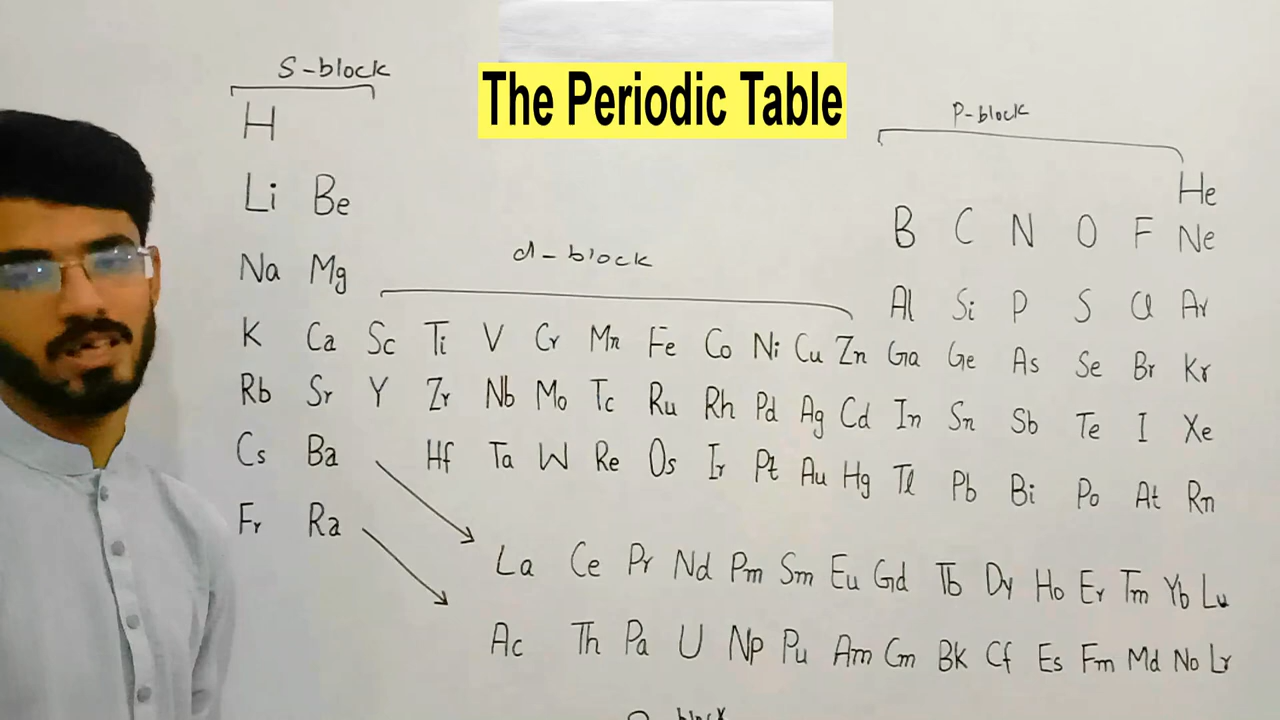 The Periodic Table
S-block
P-block
d-block
H He
Li Be B C N O F Ne
Na Mg Al Si P S Cl Ar
K Ca Sc Ti V Cr Mn Fe Co Ni Cu Zn Ga Ge As Se Br Kr
Rb Sr Y Zr Nb Mo Tc Ru Rh Pd Ag Cd In Sn Sb Te I Xe
Cs Ba Hf Ta W Re Os Ir Pt Au Hg Tl Pb Bi Po At Rn
Fr Ra
La Ce Pr Nd Pm Sm Eu Gd Tb Dy Ho Er Tm Yb Lu
Ac Th Pa U Np Pu Am Cm Bk Cf Es Fm Md No Lr
block